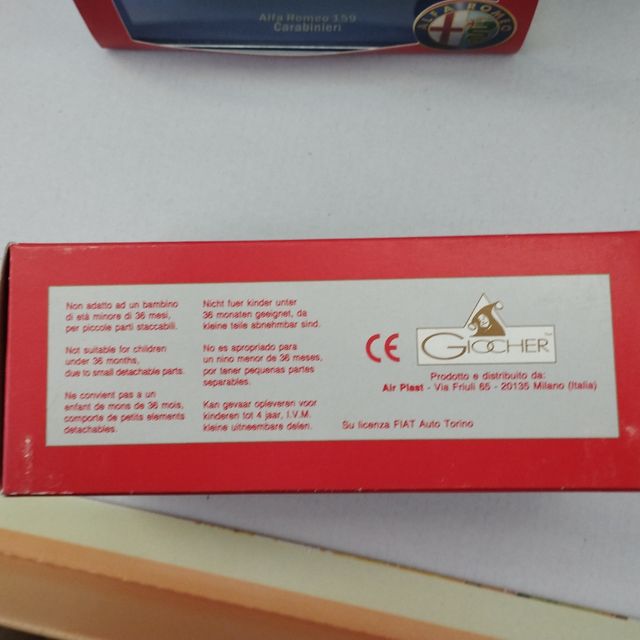 Alfa Romeo 159
Carabinieri
ALFA ROMEO
Non adatto ad un bambino
di età minore di 36 mesi,
per piccole parti staccabili.
Not suitable for children
under 36 months,
due to small detachable parts.
Ne convient pas a un
enfant de mons de 36 mois,
comporte de petits elements
detachables.
Nicht fuer kinder unter
36 monaten geeignet, da
kleine teile abnehmbar sind.
No es apropriado para
un nino menor de 36 meses,
por tener pequenas partes
separables.
Kan gevaar opleveren voor
kinderen tot 4 jaar, I.V.M.
kleine uitneembare delen.
CE
GIOCHER
Prodotto e distribuito da:
Air Plast - Via Friuli 65 - 20135 Milano (Italia)
Su licenza FIAT Auto Torino